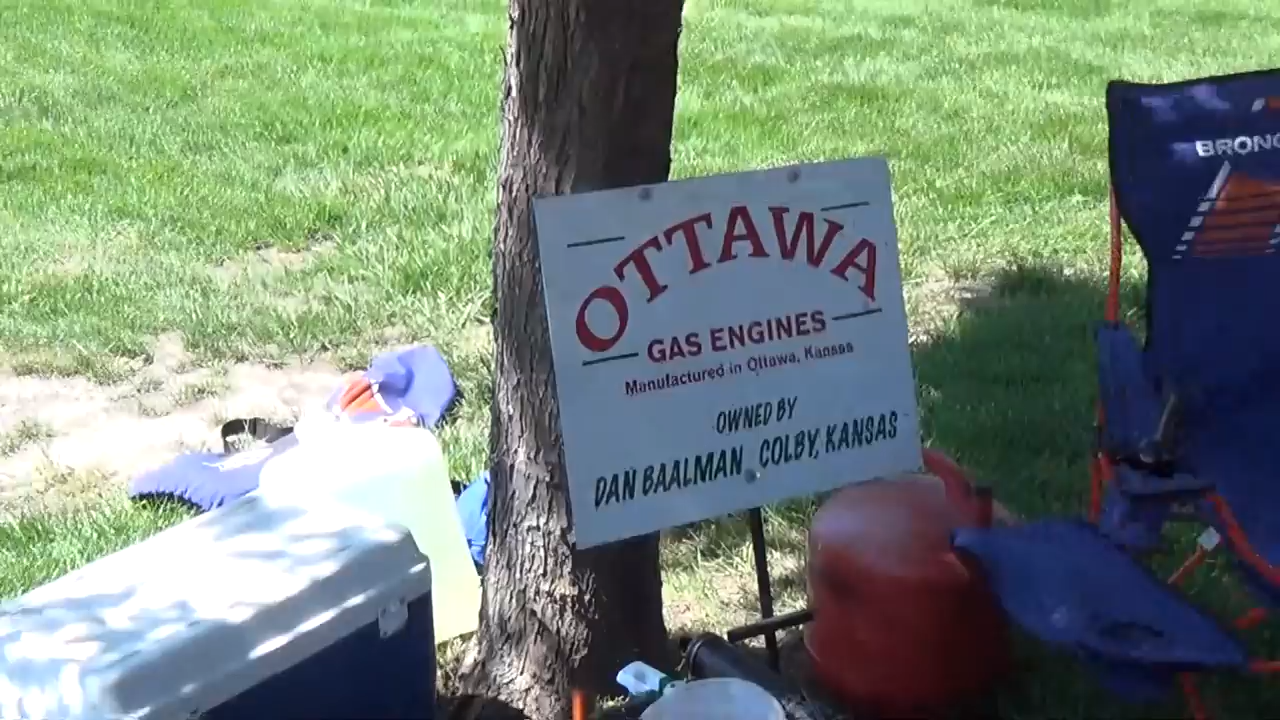 OTTAWA
GAS ENGINES
Manufactured in Ottawa, Kansas
OWNED BY
DAN BAALMAN COLBY, KANSAS
BRONC